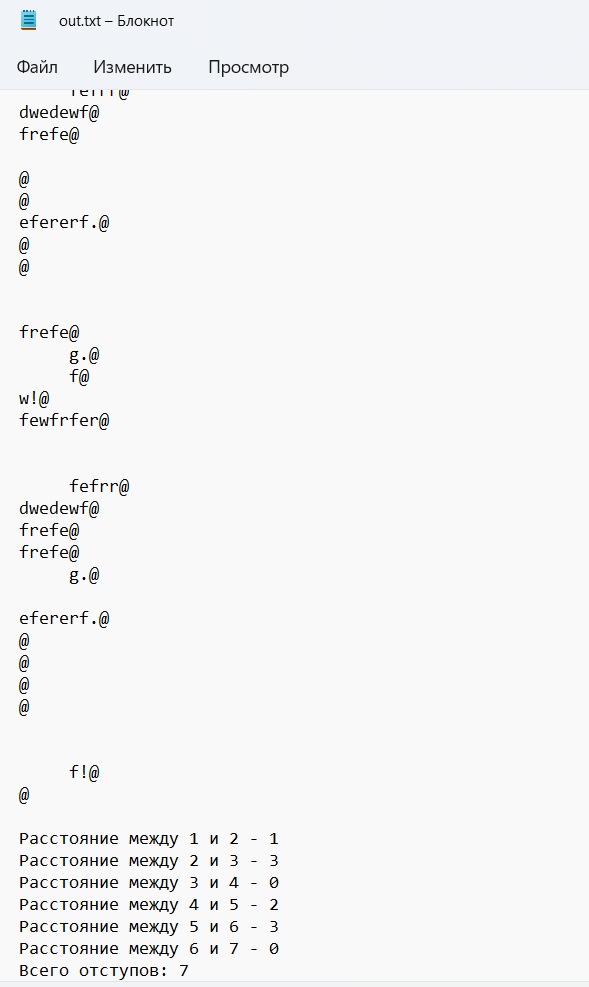 out.txt – Блокнот
Файл Изменить Просмотр
fefrr@
dwedewf@
frefe@
@
@
efererf.@
@
@
frefe@
g.@
f@
w!@
fewfrfer@
fefrr@
dwedewf@
frefe@
frefe@
g.@
efererf.@
@
@
@
@
f!@
@
Расстояние между 1 и 2 - 1
Расстояние между 2 и 3 - 3
Расстояние между 3 и 4 - 0
Расстояние между 4 и 5 - 2
Расстояние между 5 и 6 - 3
Расстояние между 6 и 7 - 0
Всего отступов: 7